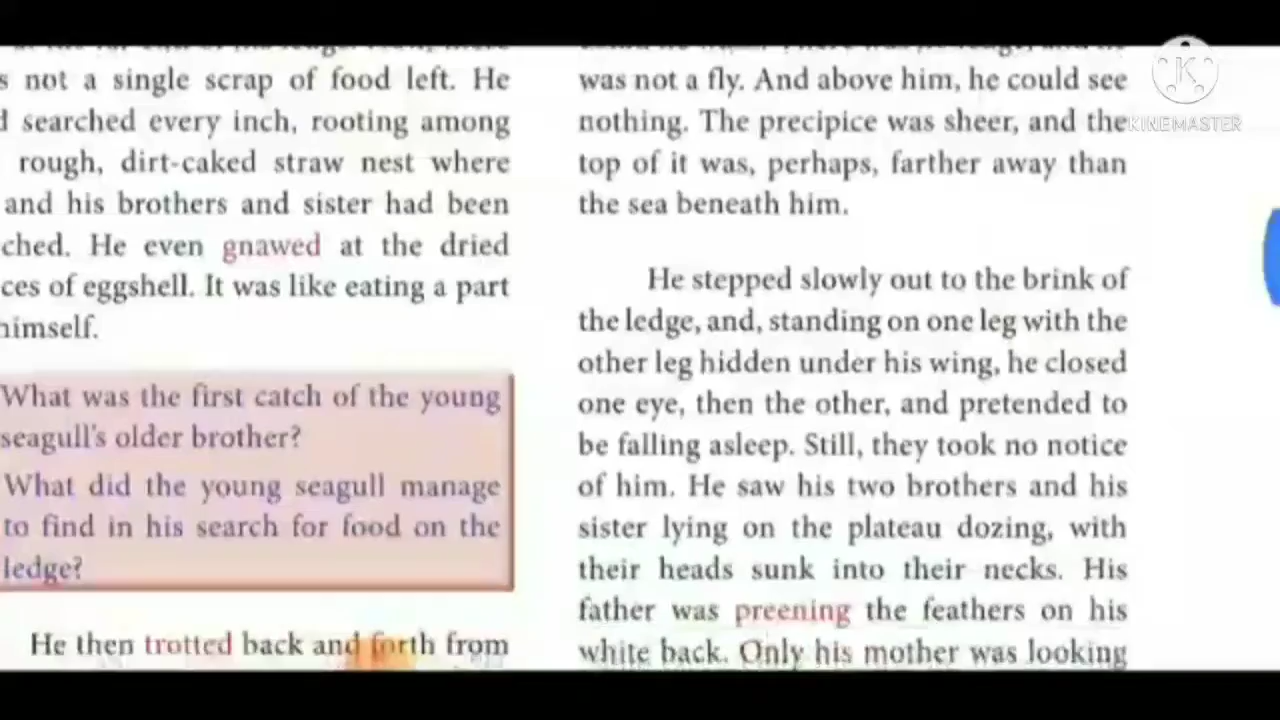 s not a single scrap of food left. He
searched every inch, rooting among
rough, dirt-caked straw nest where
and his brothers and sister had been
ched. He even gnawed at the dried
ces of eggshell. It was like eating a part
himself.
What was the first catch of the young
seagull's older brother?
What did the young seagull manage
to find in his search for food on the
ledge?
He then trotted back and forth from
was not a fly. And above him, he could see
nothing. The precipice was sheer, and the
top of it was, perhaps, farther away than
the sea beneath him.
He stepped slowly out to the brink of
the ledge, and, standing on one leg with the
other leg hidden under his wing, he closed
one eye, then the other, and pretended to
be falling asleep. Still, they took no notice
of him. He saw his two brothers and his
sister lying on the plateau dozing, with
their heads sunk into their necks. His
father was preening the feathers on his
white back. Only his mother was looking
K
KINEMASTER